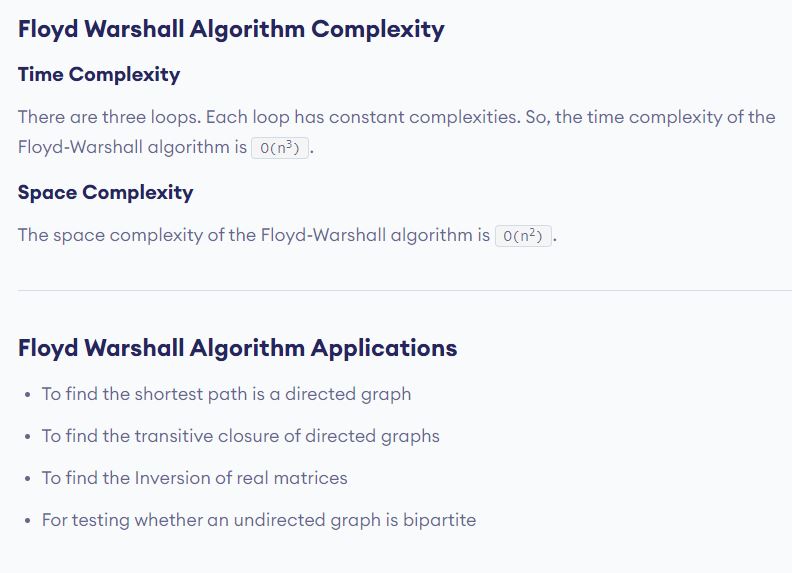 Floyd Warshall Algorithm Complexity
Time Complexity
There are three loops. Each loop has constant complexities. So, the time complexity of the
Floyd-Warshall algorithm is O(n³).
Space Complexity
The space complexity of the Floyd-Warshall algorithm is O(n²).
Floyd Warshall Algorithm Applications
• To find the shortest path is a directed graph
• To find the transitive closure of directed graphs
• To find the Inversion of real matrices
• For testing whether an undirected graph is bipartite